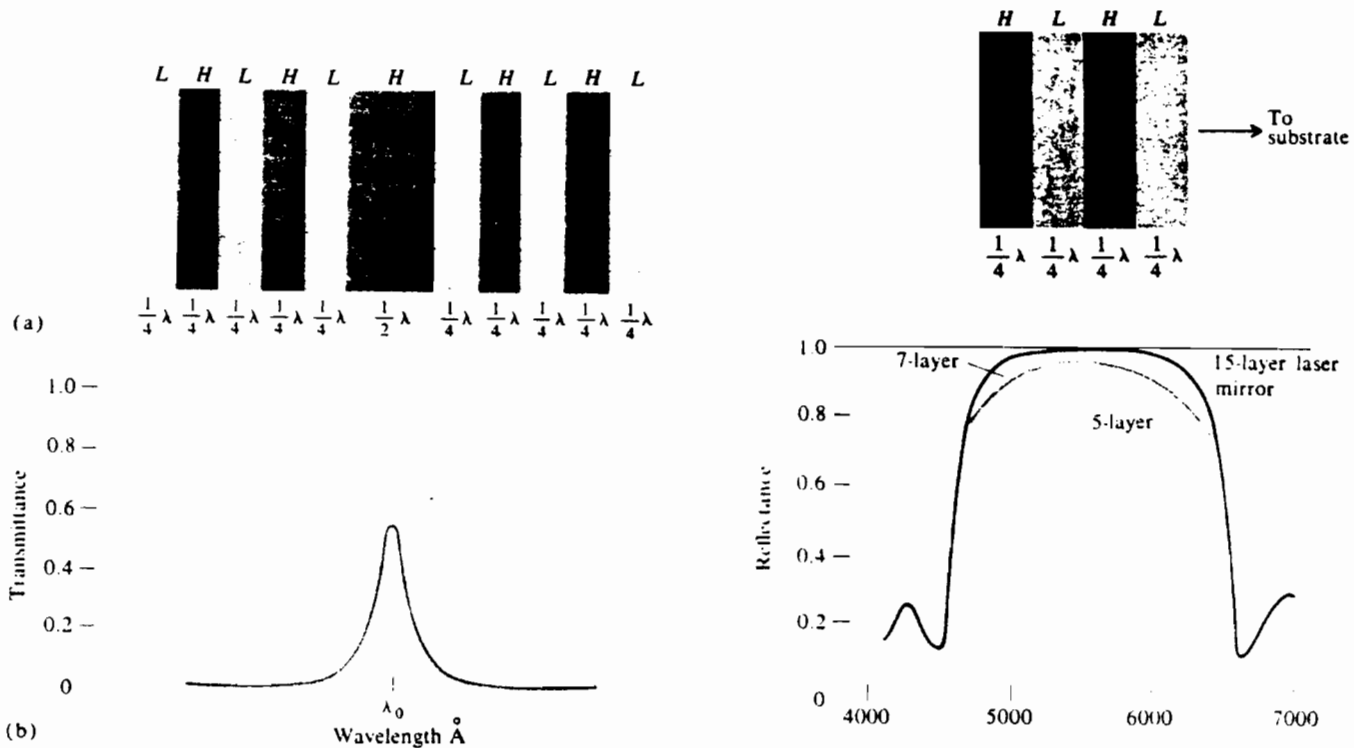 L H L H L H L H L H L
1/4 λ 1/4 λ 1/4 λ 1/4 λ 1/4 λ 1/2 λ 1/4 λ 1/4 λ 1/4 λ 1/4 λ 1/4 λ
(a)
Transmittance
1.0
0.8
0.6
0.4
0.2
0
λ0
Wavelength Å
(b)
H L H L
To
substrate
1/4 λ 1/4 λ 1/4 λ 1/4 λ
Reflectance
1.0
0.8
0.6
0.4
0.2
0
7-layer
15-layer laser
mirror
5-layer
4000 5000 6000 7000